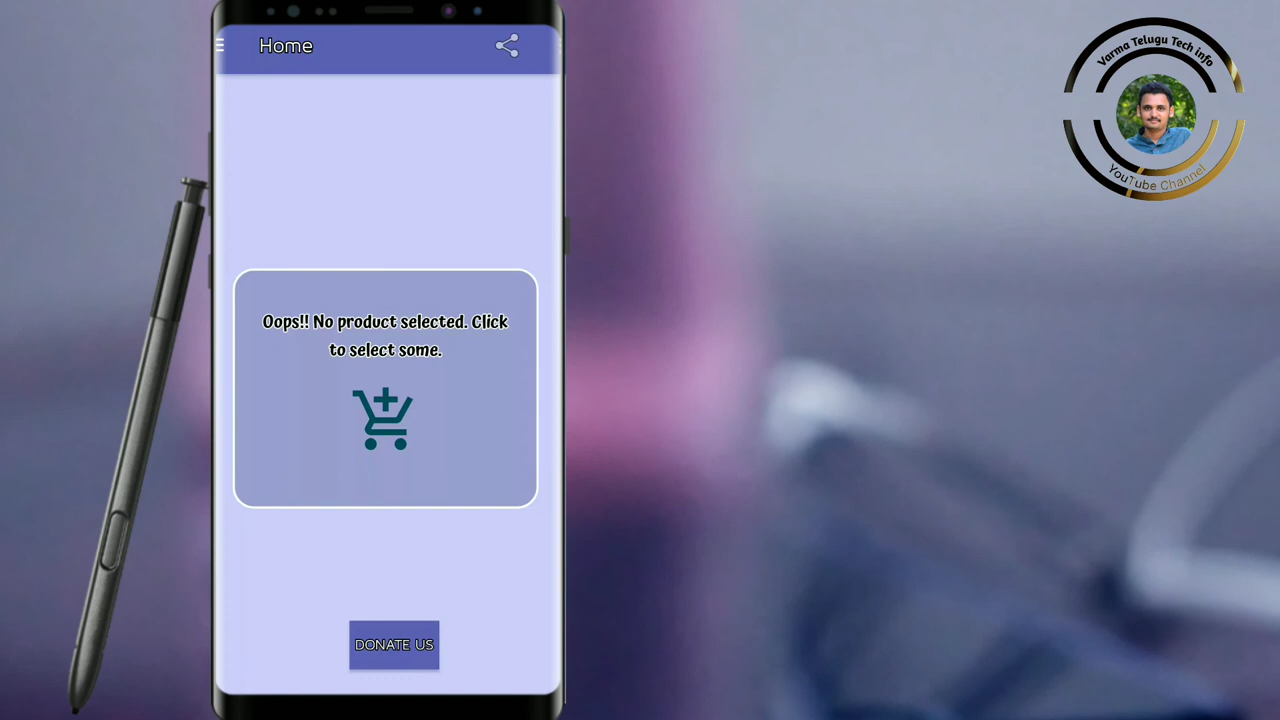 Home
Oops!! No product selected. Click
to select some.
DONATE US
Varma Telugu Tech info
YouTube Channel